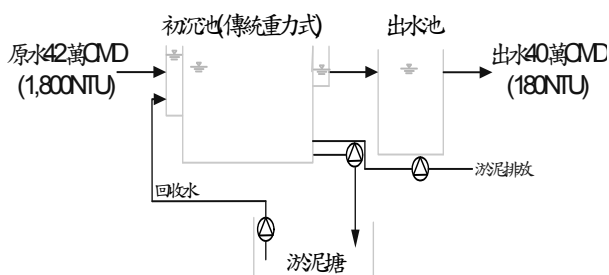 初沉池(傳統重力式)
出水池
原水42萬CMD
(1,800NTU)
出水40萬CMD
(180NTU)
淤泥排放
回收水
淤泥塘